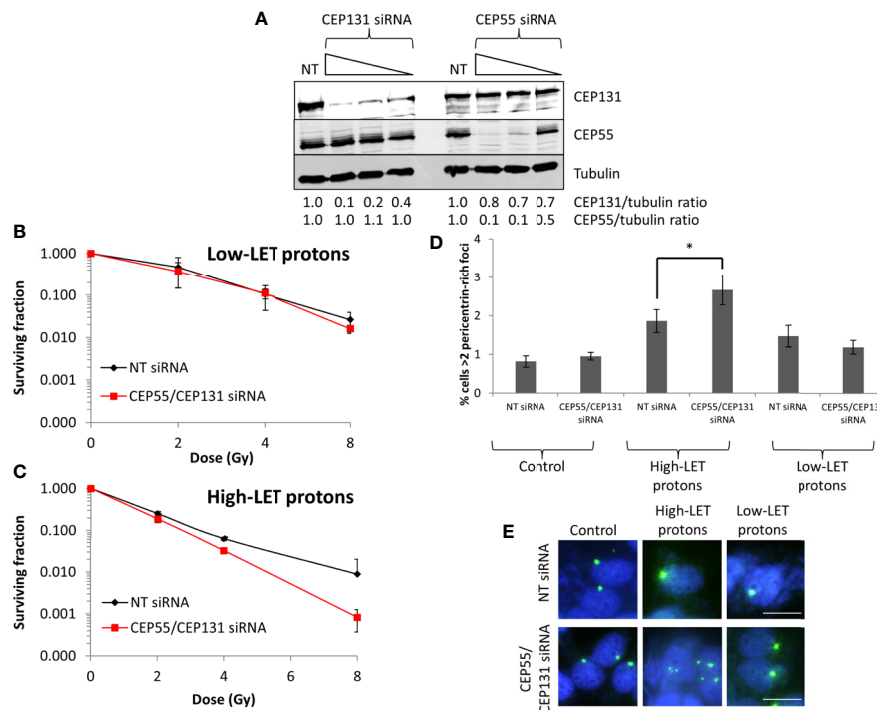 A
CEP131 siRNA
CEP55 siRNA
NT
NT
CEP131
CEP55
Tubulin
1.0 0.1 0.2 0.4 1.0 0.8 0.7 0.7 CEP131/tubulin ratio
1.0 1.0 1.1 1.0 1.0 0.1 0.1 0.5 CEP55/tubulin ratio
B
Low-LET protons
Surviving fraction
1.000
0.100
0.010
0.001
0.000
NT siRNA
CEP55/CEP131 siRNA
0 2 4 8
Dose (Gy)
C
High-LET protons
Surviving fraction
1.000
0.100
0.010
0.001
0.000
NT siRNA
CEP55/CEP131 siRNA
0 2 4 8
Dose (Gy)
D
% cells >2 pericentrin-rich foci
4
3
2
1
0
*
NT siRNA
CEP55/CEP131
siRNA
NT siRNA
CEP55/CEP131
siRNA
NT siRNA
CEP55/CEP131
siRNA
Control
High-LET
protons
Low-LET
protons
E
Control
High-LET
protons
Low-LET
protons
NT siRNA
CEP55/
CEP131 siRNA